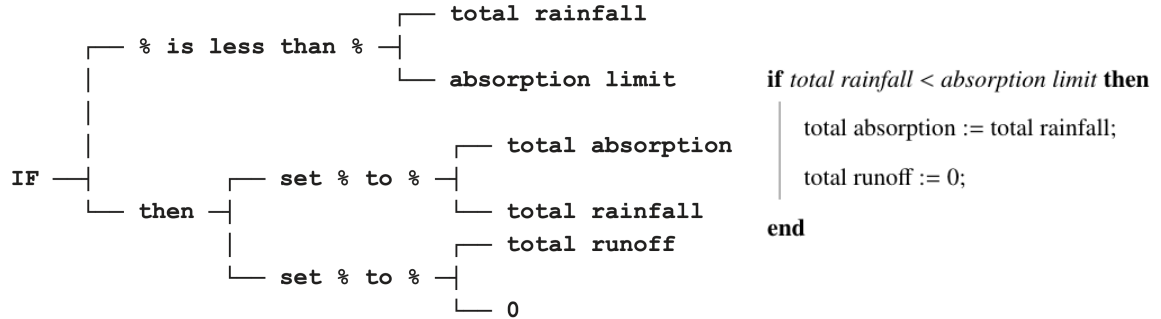 total rainfall
% is less than %
absorption limit
total absorption
IF
set % to %
then
total rainfall
total runoff
set % to %
0
if total rainfall < absorption limit then
total absorption := total rainfall;
total runoff := 0;
end